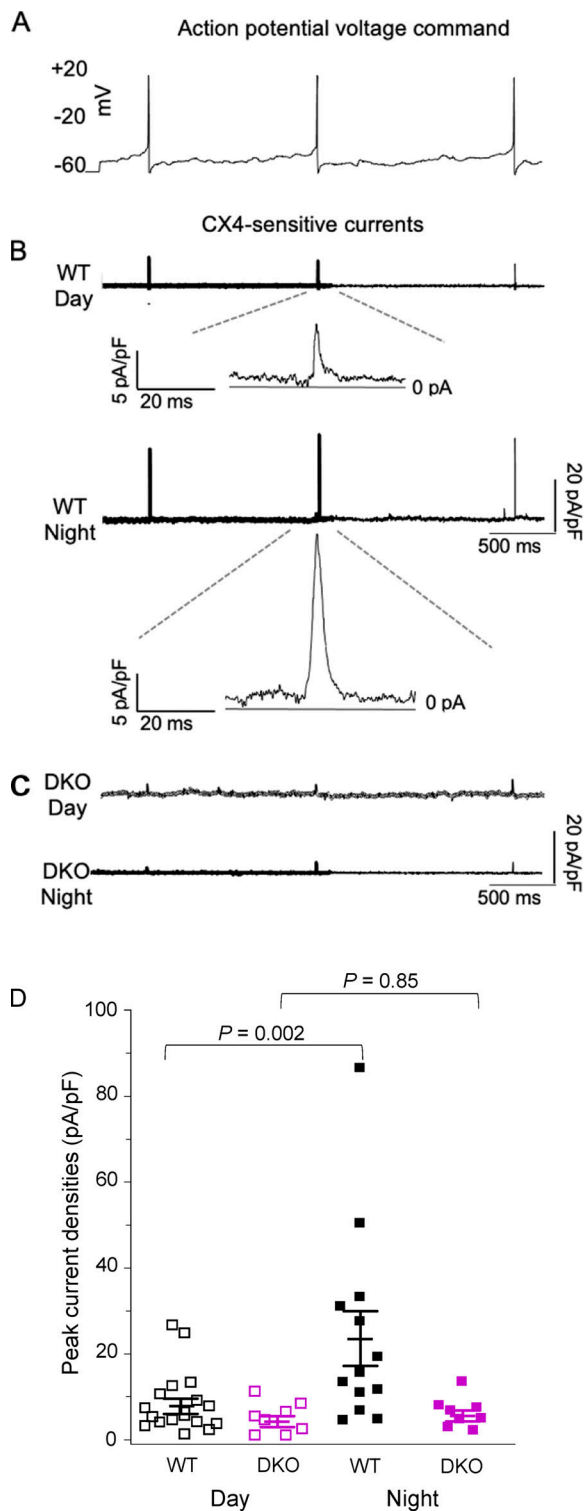 A
Action potential voltage command
+20
-20
-60
mV
CX4-sensitive currents
B
WT
Day
5 pA/pF
20 ms
0 pA
WT
Night
20 pA/pF
500 ms
5 pA/pF
20 ms
0 pA
C
DKO
Day
DKO
Night
20 pA/pF
500 ms
D
P = 0.85
P = 0.002
Peak current densities (pA/pF)
100
80
60
40
20
0
WT DKO WT DKO
Day Night